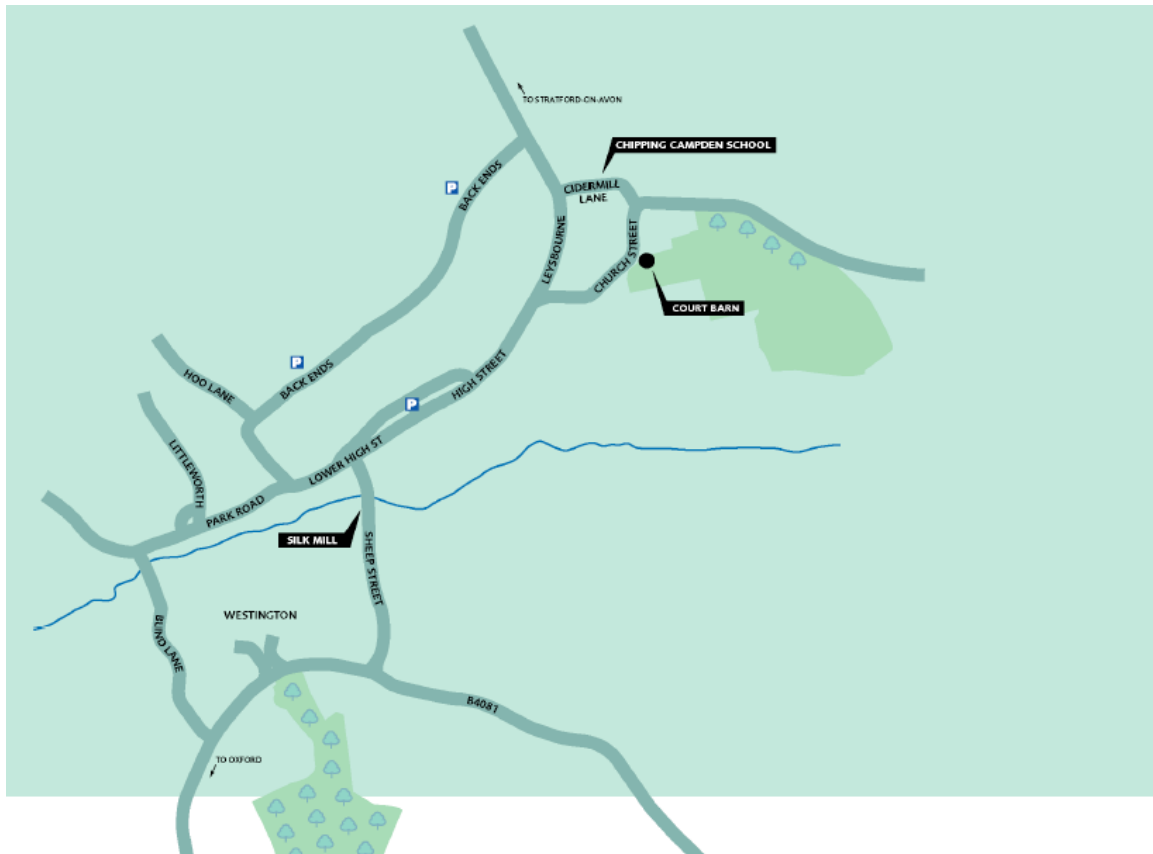 TO STRATFORD-ON-AVON
CHIPPING CAMPDEN SCHOOL
BACK ENDS
P
CIDERMILL
LANE
LEYSBOURNE
CHURCH STREET
COURT BARN
HOO LANE
P
BACK ENDS
HIGH STREET
P
LITTLEWORTH
LOWER HIGH ST
PARK ROAD
SILK MILL
SHEEP STREET
WESTINGTON
BLIND LANE
B4081
TO OXFORD